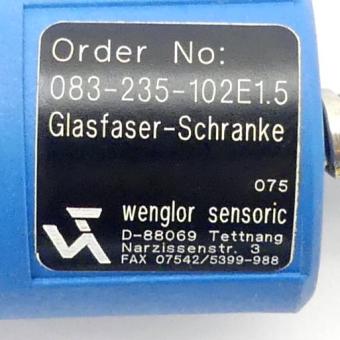 Order No:
083-235-102E1.5
Glasfaser-Schranke
075
wenglor sensoric
D-88069 Tettnang
Narzissenstr. 3
FAX 07542/5399-988